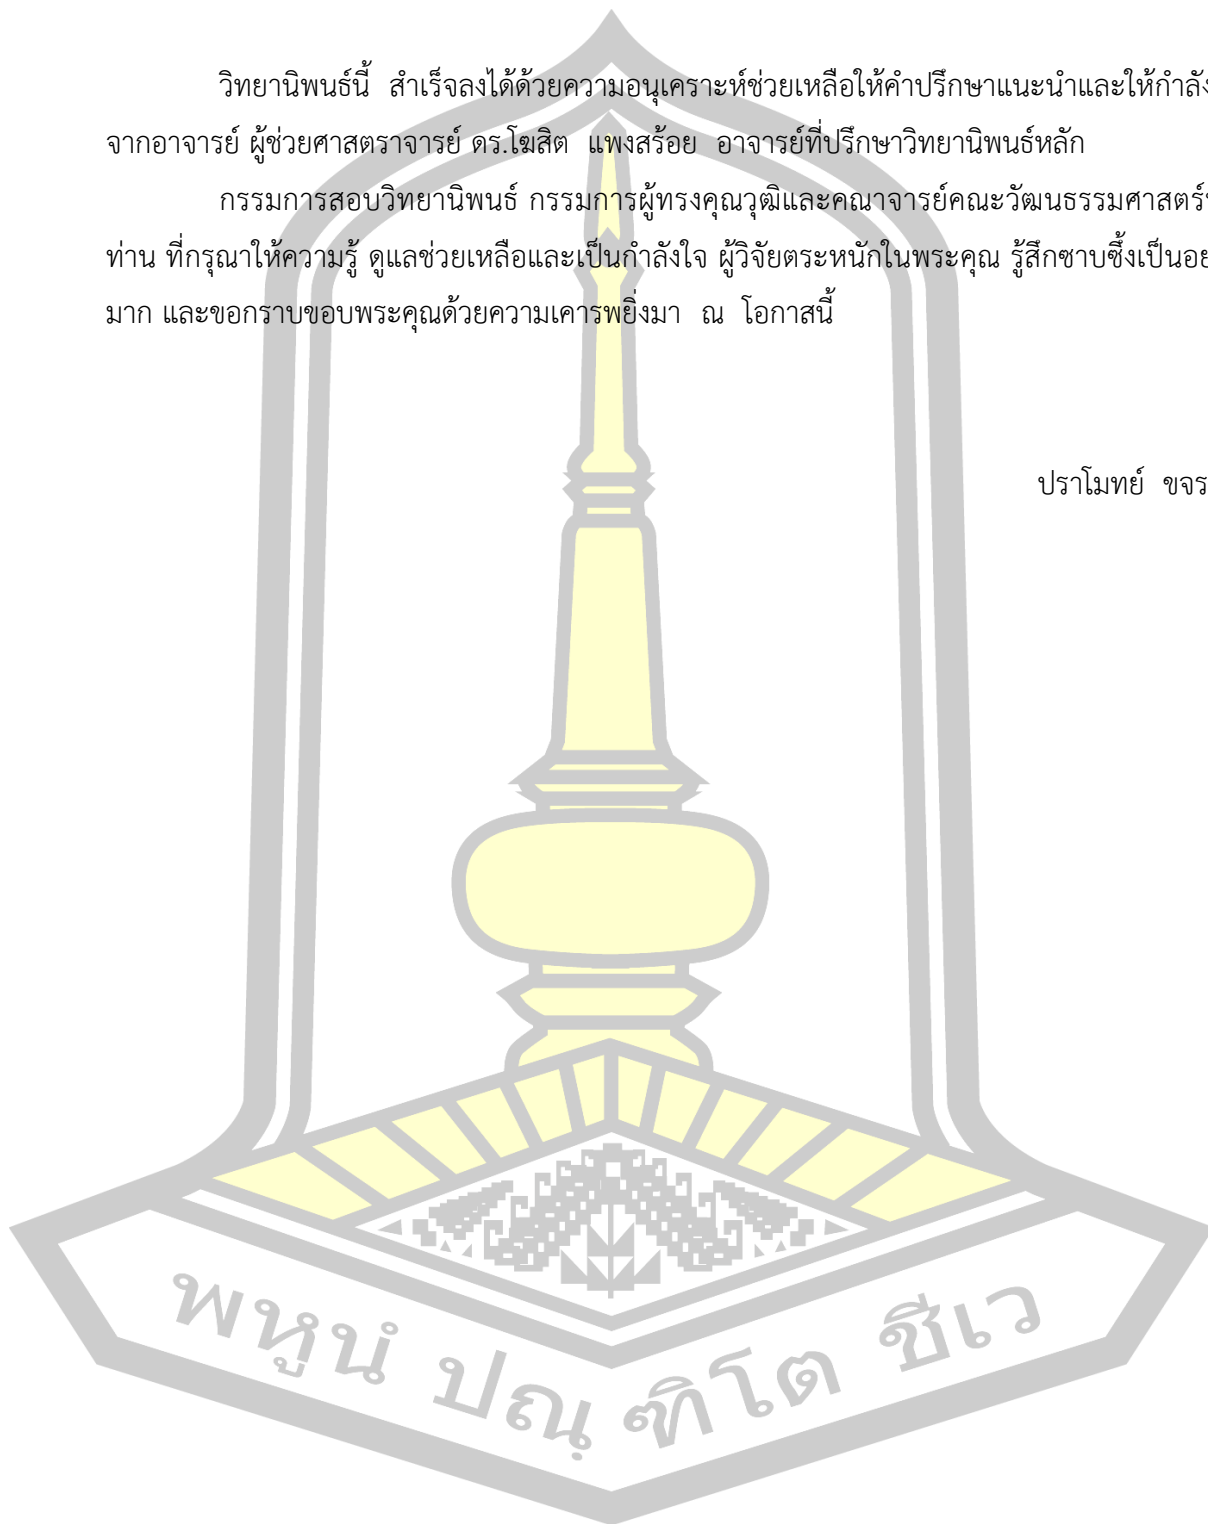 วิทยานิพนธ์นี้ สำเร็จลงได้ด้วยความอนุเคราะห์ช่วยเหลือให้คำปรึกษาแนะนำและให้กำลัง
จากอาจารย์ ผู้ช่วยศาสตราจารย์ ดร.โฆสิต แพงสร้อย อาจารย์ที่ปรึกษาวิทยานิพนธ์หลัก
กรรมการสอบวิทยานิพนธ์ กรรมการผู้ทรงคุณวุฒิและคณาจารย์คณะวัฒนธรรมศาสตร์
ท่าน ที่กรุณาให้ความรู้ ดูแลช่วยเหลือและเป็นกำลังใจ ผู้วิจัยตระหนักในพระคุณ รู้สึกซาบซึ้งเป็นอย
มาก และขอกราบขอบพระคุณด้วยความเคารพยิ่งมา ณ โอกาสนี้
ปราโมทย์ ขจร
พหูนํ ปณฺ ฑิโต ชีเว